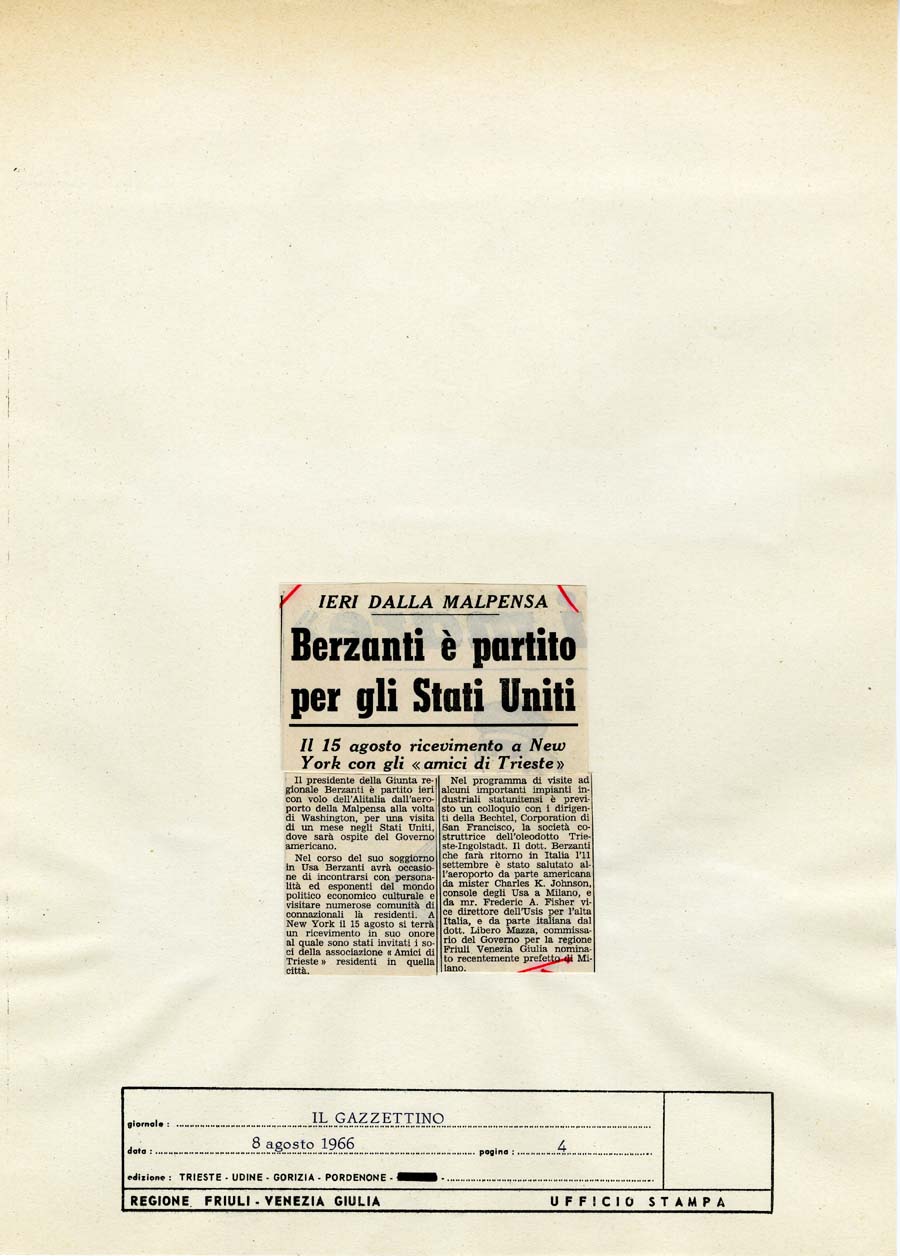 IERI DALLA MALPENSA
Berzanti è partito
per gli Stati Uniti
Il 15 agosto ricevimento a New
York con gli « amici di Trieste »
Il presidente della Giunta re-
gionale Berzanti è partito ieri
con volo dell'Alitalia dall'aero-
porto della Malpensa alla volta
di Washington, per una visita
di un mese negli Stati Uniti,
dove sarà ospite del Governo
americano.
Nel corso del suo soggiorno
in Usa Berzanti avrà occasio-
ne di incontrarsi con persona-
lità ed esponenti del mondo
politico economico culturale e
visitare numerose comunità di
connazionali là residenti. A
New York il 15 agosto si terrà
un ricevimento in suo onore
al quale sono stati invitati i so-
ci della associazione « Amici di
Trieste » residenti in quella
città.
Nel programma di visite ad
alcuni importanti impianti in-
dustriali statunitensi è previ-
sto un colloquio con i dirigen-
ti della Bechtel, Corporation di
San Francisco, la società co-
struttrice dell'oleodotto Trie-
ste-Ingolstadt. Il dott. Berzanti
che farà ritorno in Italia l'11
settembre è stato salutato al-
l'aeroporto da parte americana
da mister Charles K. Johnson,
console degli Usa a Milano, e
da mr. Frederic A. Fisher vi-
ce direttore dell'Usis per l'alta
Italia, e da parte italiana dal
dott. Libero Mazza, commissa-
rio del Governo per la regione
Friuli Venezia Giulia nomina-
to recentemente prefetto di Mi-
lano.
giornale : IL GAZZETTINO
data : 8 agosto 1966 pagina : 4
edizione : TRIESTE - UDINE - GORIZIA - PORDENONE - -
REGIONE FRIULI - VENEZIA GIULIA UFFICIO STAMPA